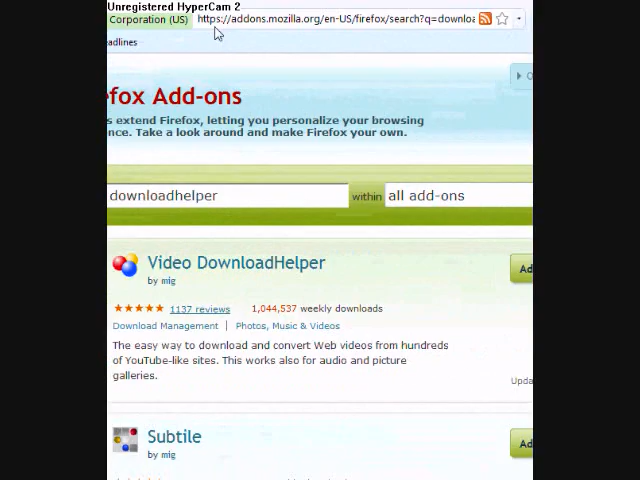 Unregistered HyperCam 2
Corporation (US) https://addons.mozilla.org/en-US/firefox/search?q=downloa
eadlines
efox Add-ons
s extend Firefox, letting you personalize your browsing
nce. Take a look around and make Firefox your own.
downloadhelper within all add-ons
Video DownloadHelper
by mig
Ad
1137 reviews 1,044,537 weekly downloads
Download Management | Photos, Music & Videos
The easy way to download and convert Web videos from hundreds
of YouTube-like sites. This works also for audio and picture
galleries.
Upda
Subtile
by mig
Ad